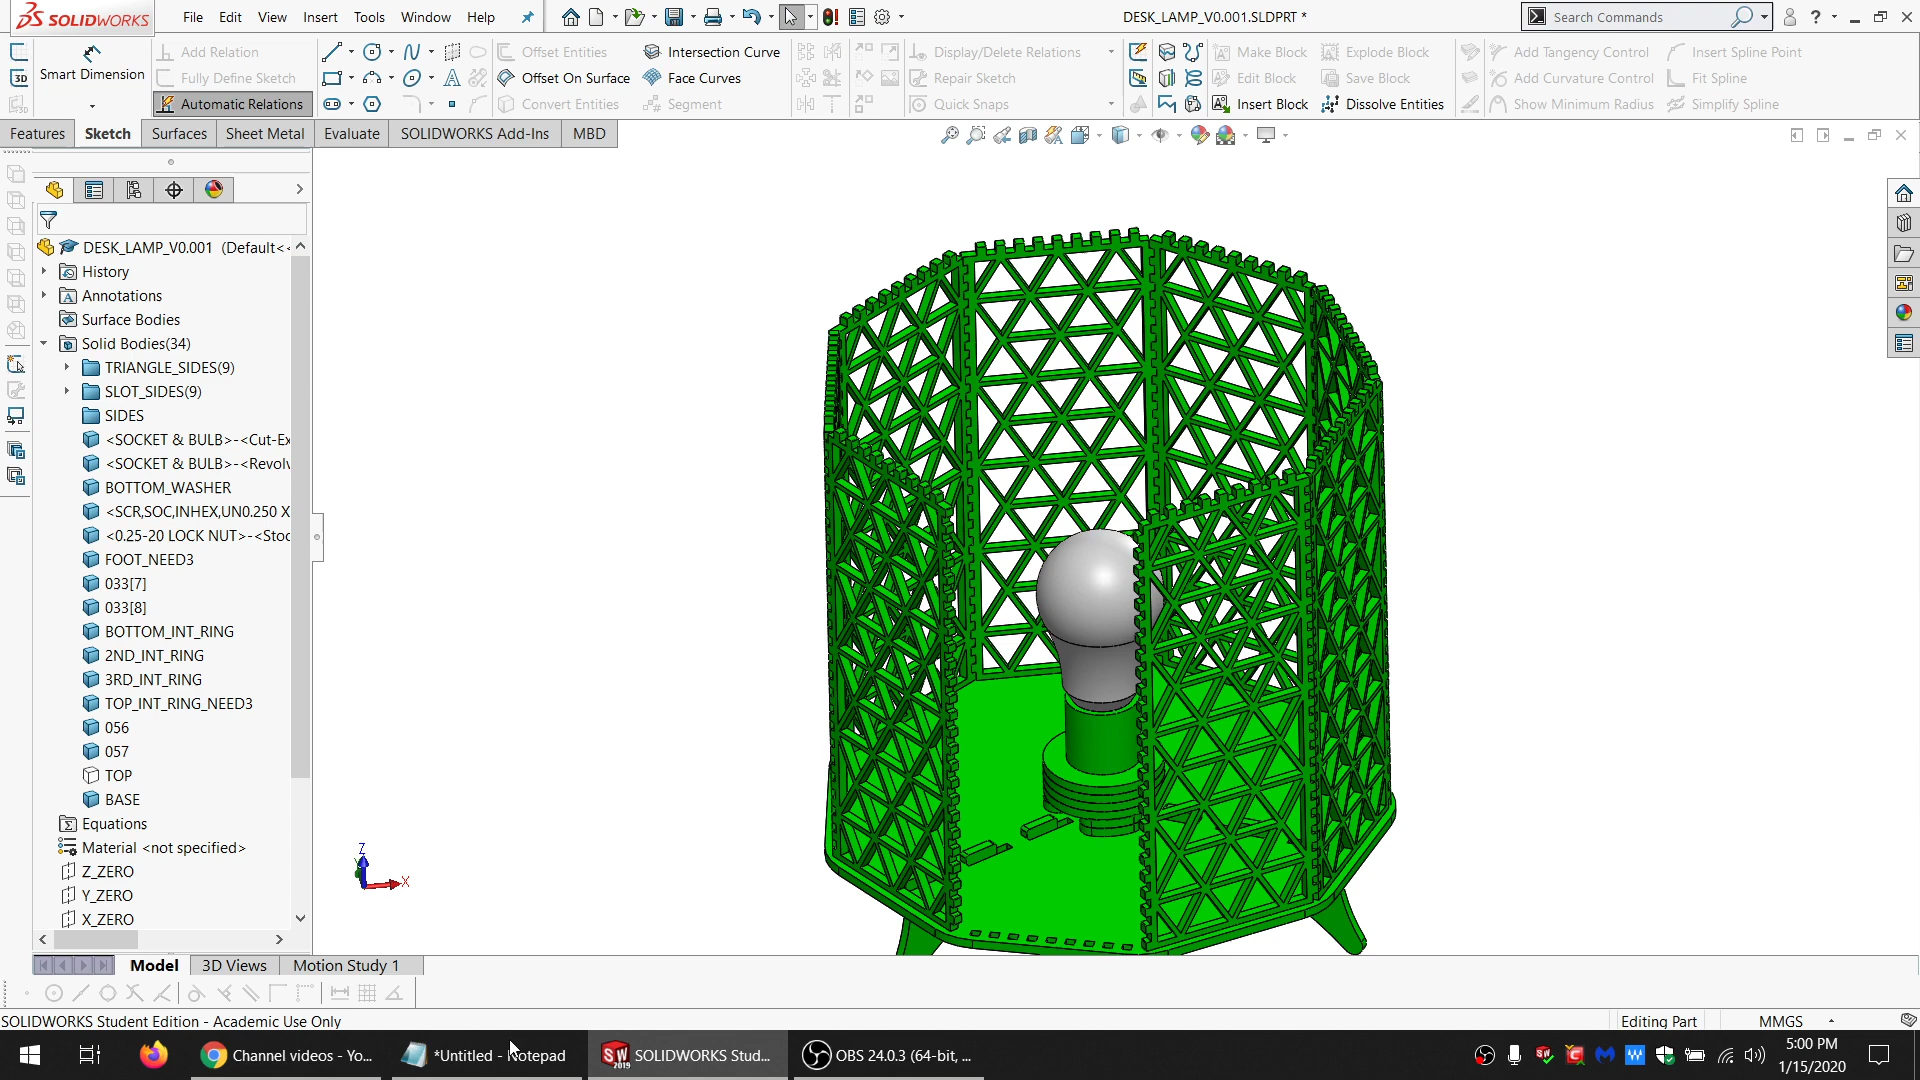 SOLIDWORKS File Edit View Insert Tools Window Help DESK_LAMP_V0.001.SLDPRT * Search Commands
Smart Dimension
Add Relation
Fully Define Sketch
Automatic Relations
Offset Entities
Offset On Surface
Convert Entities
Intersection Curve
Face Curves
Segment
Display/Delete Relations
Repair Sketch
Quick Snaps
Make Block
Edit Block
Insert Block
Explode Block
Save Block
Dissolve Entities
Add Tangency Control
Add Curvature Control
Show Minimum Radius
Insert Spline Point
Fit Spline
Simplify Spline
Features Sketch Surfaces Sheet Metal Evaluate SOLIDWORKS Add-Ins MBD
DESK_LAMP_V0.001 (Default<<
History
Annotations
Surface Bodies
Solid Bodies(34)
TRIANGLE_SIDES(9)
SLOT_SIDES(9)
SIDES
<SOCKET & BULB>-<Cut-Ex
<SOCKET & BULB>-<Revolv
BOTTOM_WASHER
<SCR,SOC,INHEX,UN0.250 X
<0.25-20 LOCK NUT>-<Stoc
FOOT_NEED3
033[7]
033[8]
BOTTOM_INT_RING
2ND_INT_RING
3RD_INT_RING
TOP_INT_RING_NEED3
056
057
TOP
BASE
Equations
Material <not specified>
Z_ZERO
Y_ZERO
X_ZERO
Z
X
Model 3D Views Motion Study 1
SOLIDWORKS Student Edition - Academic Use Only Editing Part MMGS
Channel videos - Yo... *Untitled - Notepad SOLIDWORKS Stud... OBS 24.0.3 (64-bit, ...
5:00 PM
1/15/2020